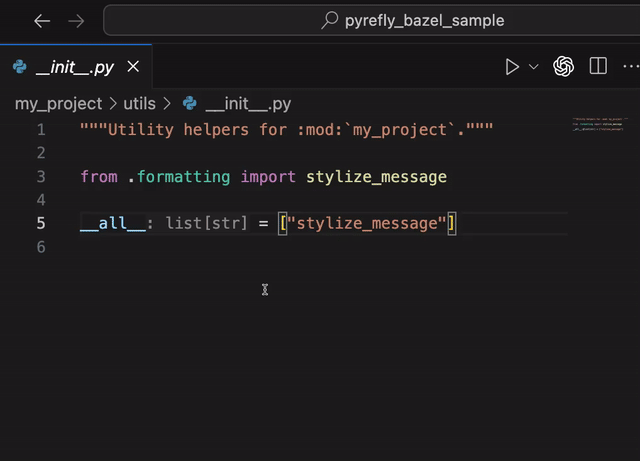 pyrefly_bazel_sample
__init__.py
my_project > utils > __init__.py
1 """Utility helpers for :mod:`my_project`."""
2
3 from .formatting import stylize_message
4
5 __all__: list[str] = ["stylize_message"]
6